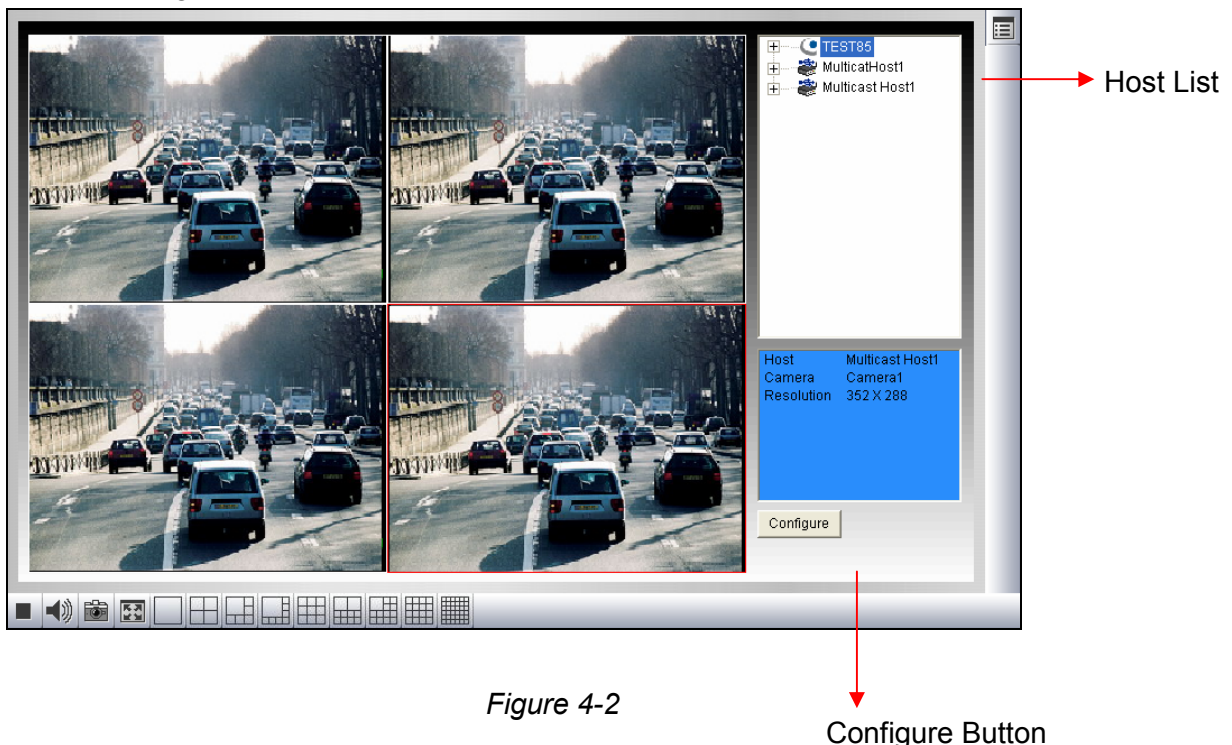 TEST85
MulticatHost1
Multicast Host1
Host List
Host Multicast Host1
Camera Camera1
Resolution 352 X 288
Configure
Figure 4-2
Configure Button